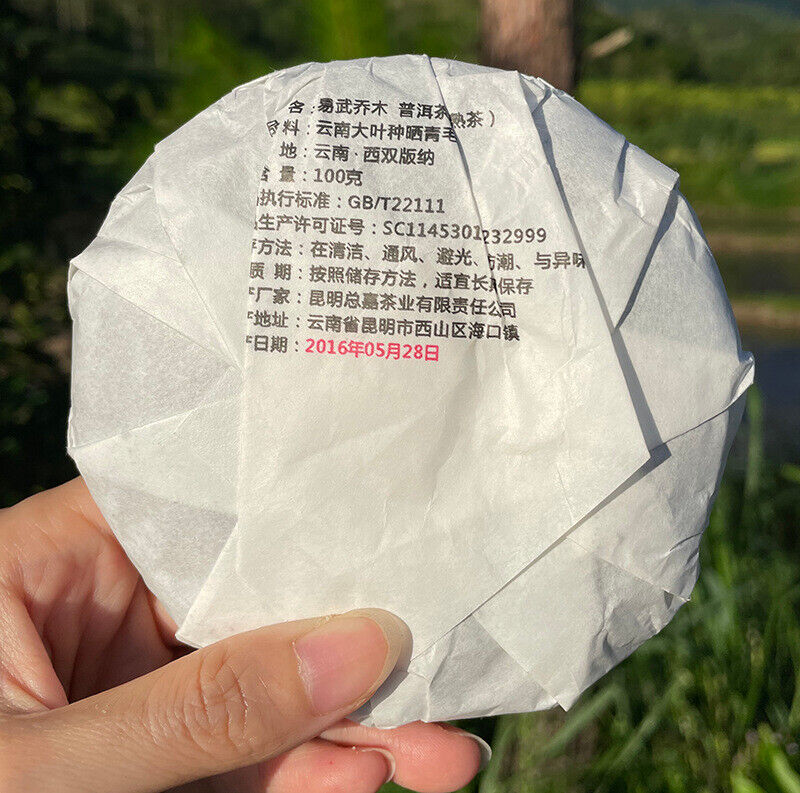 名：易武乔木 普洱茶熟茶）
料：云南大叶种晒青毛
地：云南·西双版纳
量：100克
执行标准：GB/T22111
生产许可证号：SC1145301232999
方法：在清洁、通风、避光、防潮、与异味
质期：按照储存方法，适宜长期保存
厂家：昆明总嘉茶业有限责任公司
地址：云南省昆明市西山区海口镇
日期：2016年05月28日